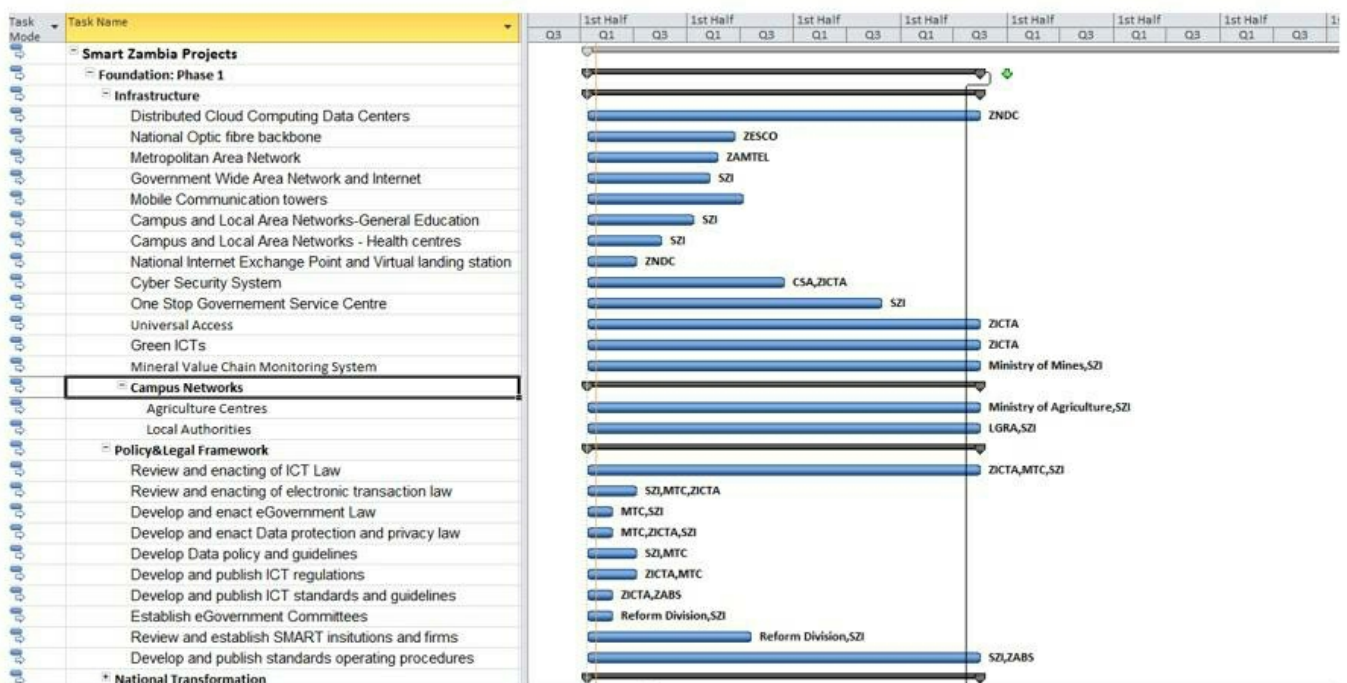 Task Mode Task Name 1st Half 1st Half 1st Half 1st Half 1st Half 1st Half 1st Half
Q3 Q1 Q3 Q1 Q3 Q1 Q3 Q1 Q3 Q1 Q3 Q1 Q3 Q1 Q3
Smart Zambia Projects
Foundation: Phase 1
Infrastructure
Distributed Cloud Computing Data Centers ZNDC
National Optic fibre backbone ZESCO
Metropolitan Area Network ZAMTEL
Government Wide Area Network and Internet SZI
Mobile Communication towers
Campus and Local Area Networks-General Education SZI
Campus and Local Area Networks - Health centres SZI
National Internet Exchange Point and Virtual landing station ZNDC
Cyber Security System CSA,ZICTA
One Stop Governement Service Centre SZI
Universal Access ZICTA
Green ICTs ZICTA
Mineral Value Chain Monitoring System Ministry of Mines,SZI
Campus Networks
Agriculture Centres Ministry of Agriculture,SZI
Local Authorities LGRA,SZI
Policy&Legal Framework
Review and enacting of ICT Law ZICTA,MTC,SZI
Review and enacting of electronic transaction law SZI,MTC,ZICTA
Develop and enact eGovernment Law MTC,SZI
Develop and enact Data protection and privacy law MTC,ZICTA,SZI
Develop Data policy and guidelines SZI,MTC
Develop and publish ICT regulations ZICTA,MTC
Develop and publish ICT standards and guidelines ZICTA,ZABS
Establish eGovernment Committees Reform Division,SZI
Review and establish SMART insitutions and firms Reform Division,SZI
Develop and publish standards operating procedures SZI,ZABS
National Transformation